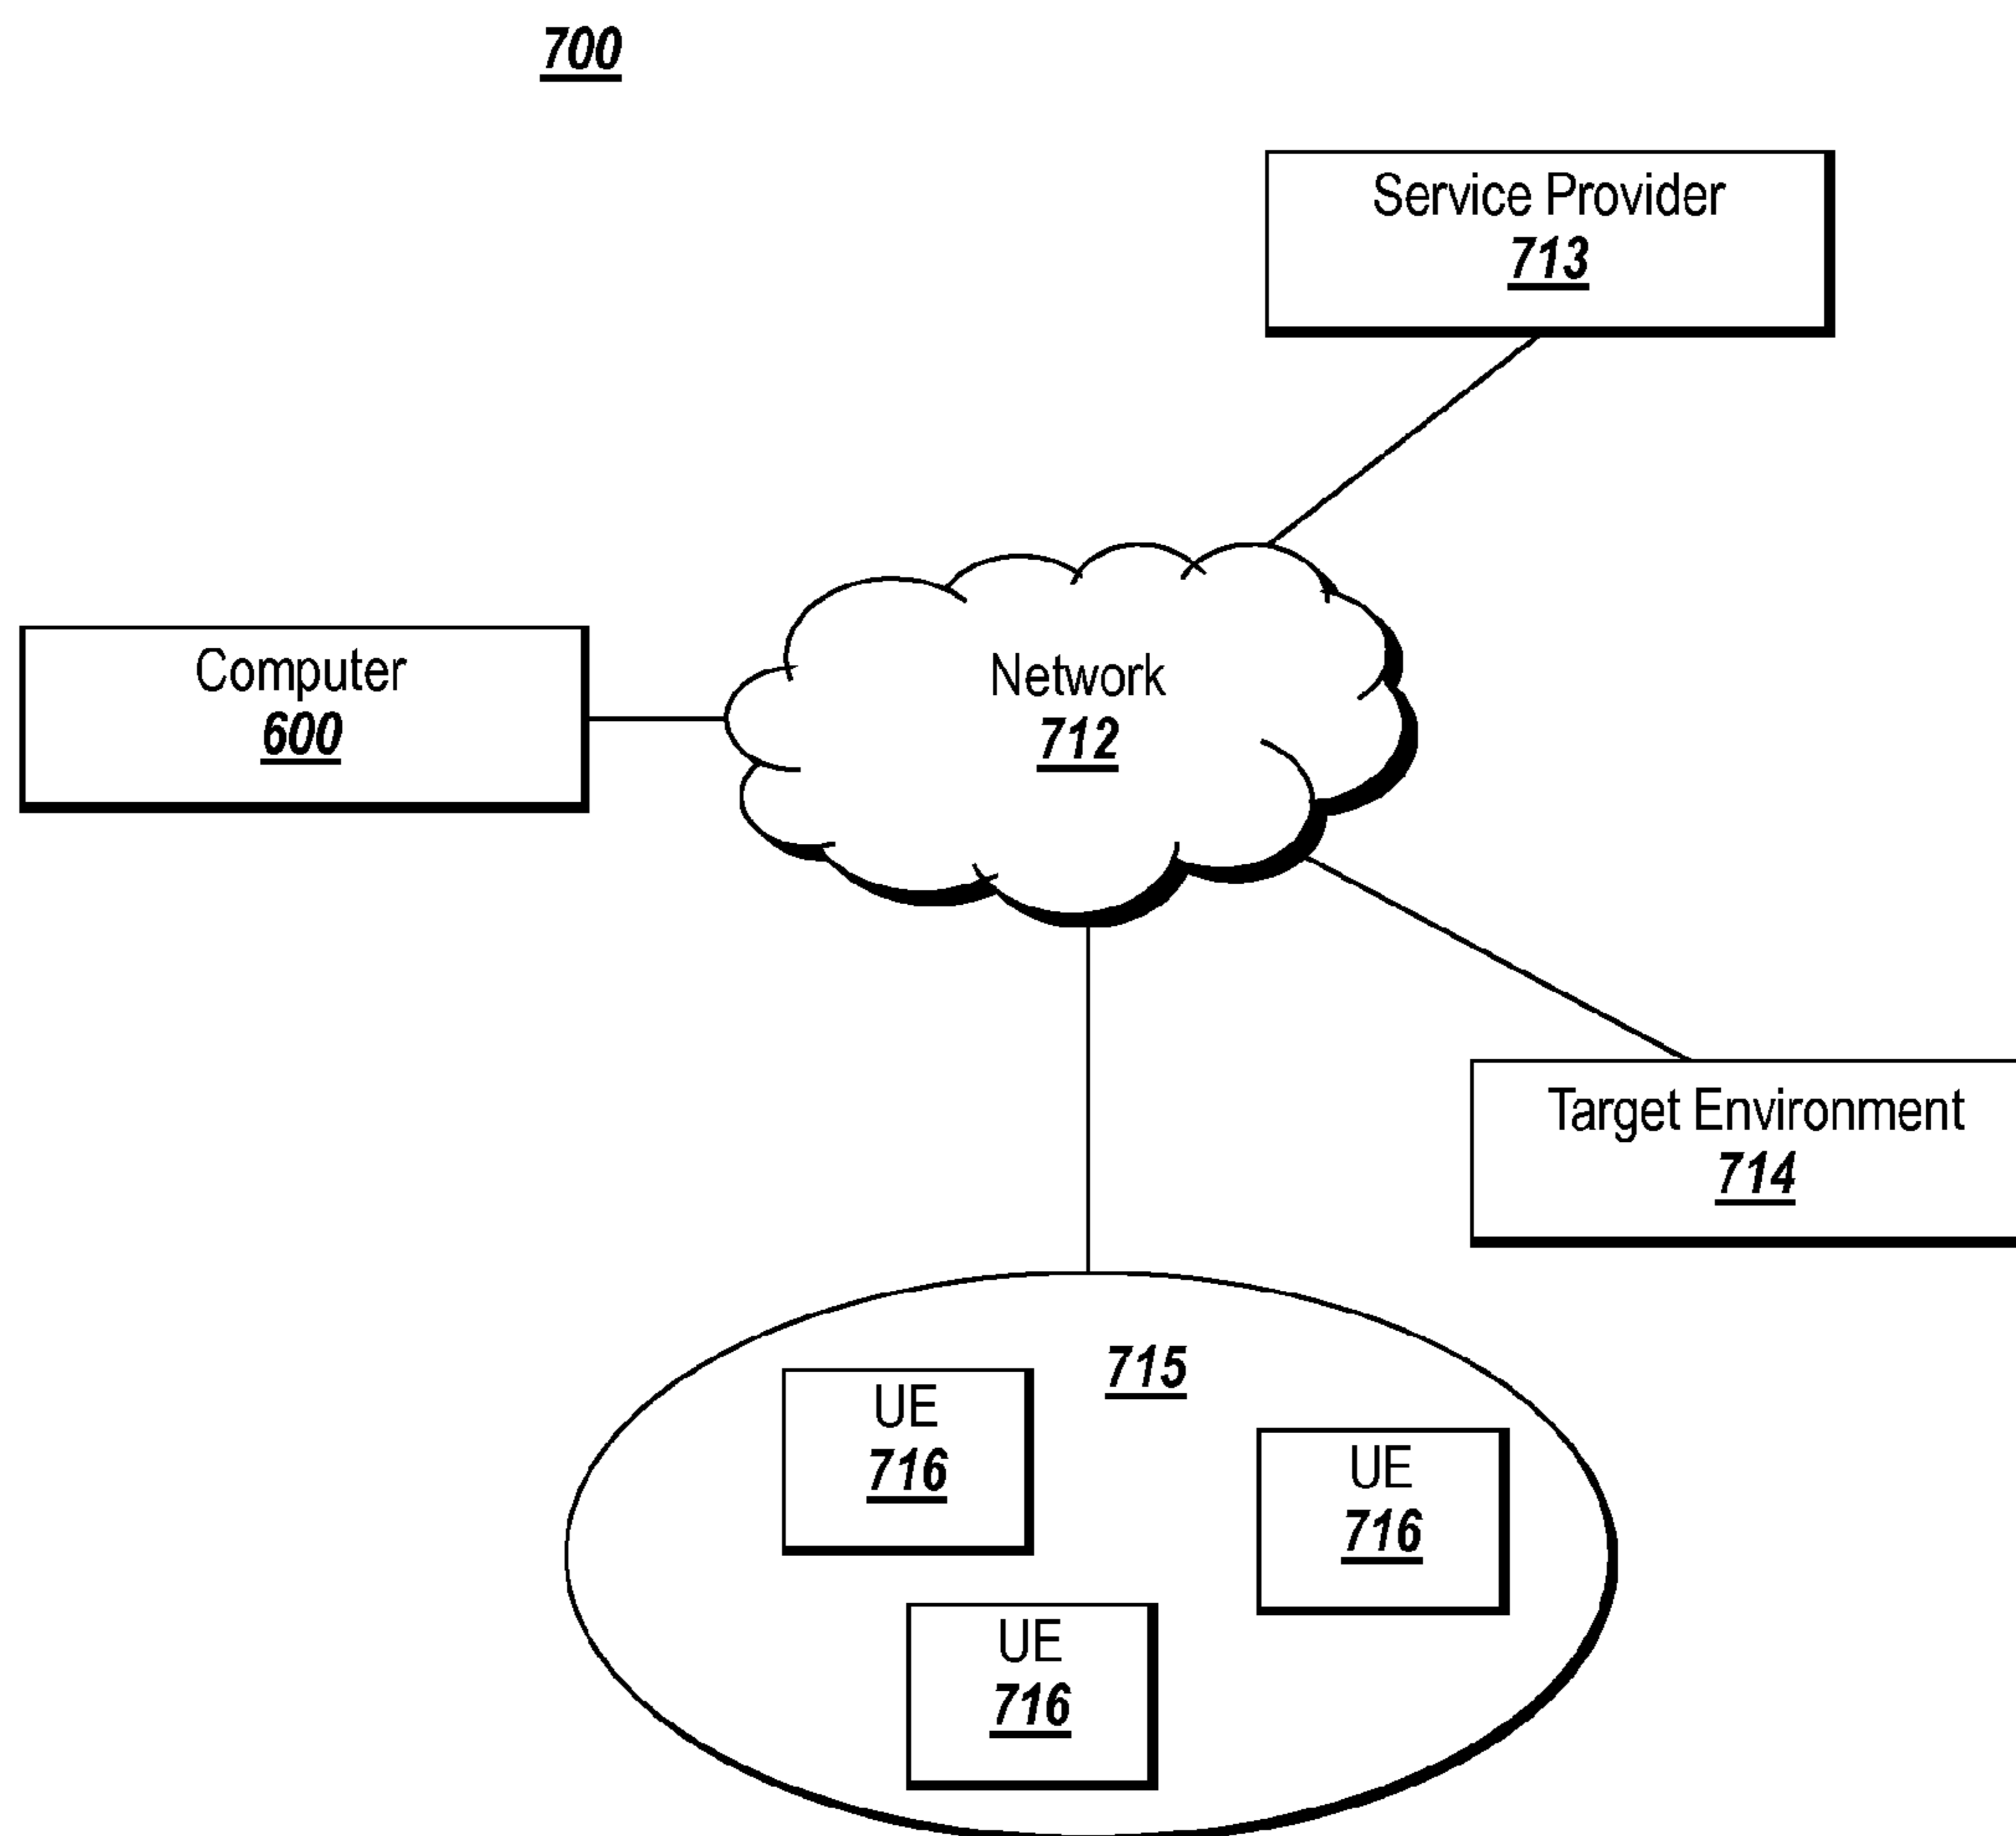 700
Service Provider
713
Computer
600
Network
712
Target Environment
714
715
UE
716
UE
716
UE
716